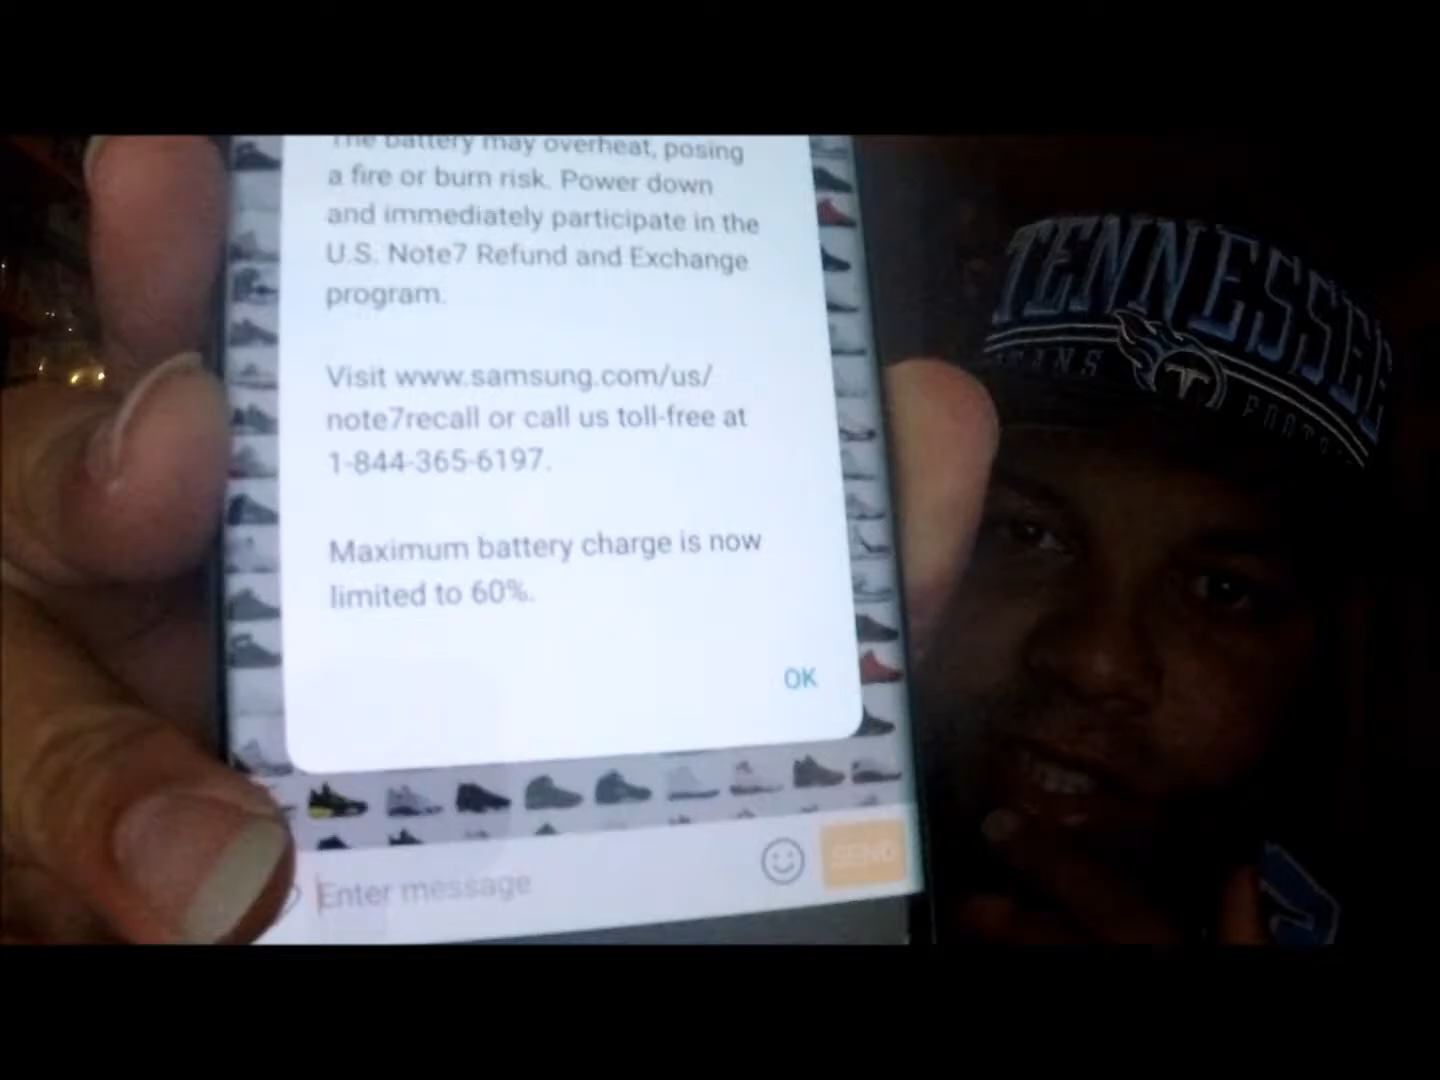 The battery may overheat, posing
a fire or burn risk. Power down
and immediately participate in the
U.S. Note7 Refund and Exchange
program.
Visit www.samsung.com/us/
note7recall or call us toll-free at
1-844-365-6197.
Maximum battery charge is now
limited to 60%.
OK
Enter message
SEND
TENNESSEE
TITANS
T
FOOTBALL